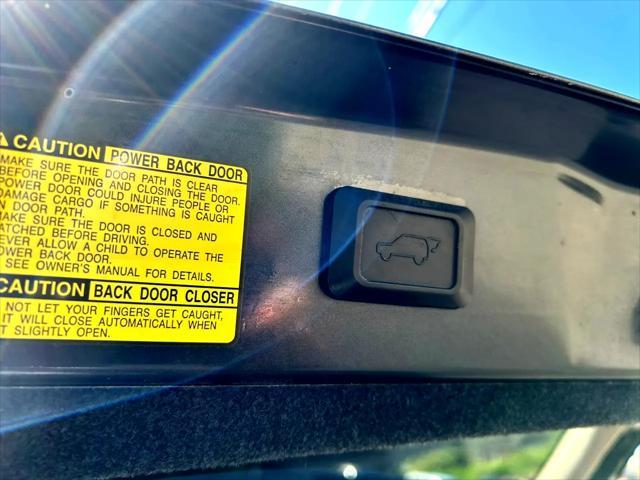 CAUTION POWER BACK DOOR
MAKE SURE THE DOOR PATH IS CLEAR
BEFORE OPENING AND CLOSING THE DOOR.
POWER DOOR COULD INJURE PEOPLE OR
DAMAGE CARGO IF SOMETHING IS CAUGHT
IN DOOR PATH.
MAKE SURE THE DOOR IS CLOSED AND
LATCHED BEFORE DRIVING.
NEVER ALLOW A CHILD TO OPERATE THE
POWER BACK DOOR.
SEE OWNER'S MANUAL FOR DETAILS.
CAUTION BACK DOOR CLOSER
NOT LET YOUR FINGERS GET CAUGHT,
IT WILL CLOSE AUTOMATICALLY WHEN
SLIGHTLY OPEN.